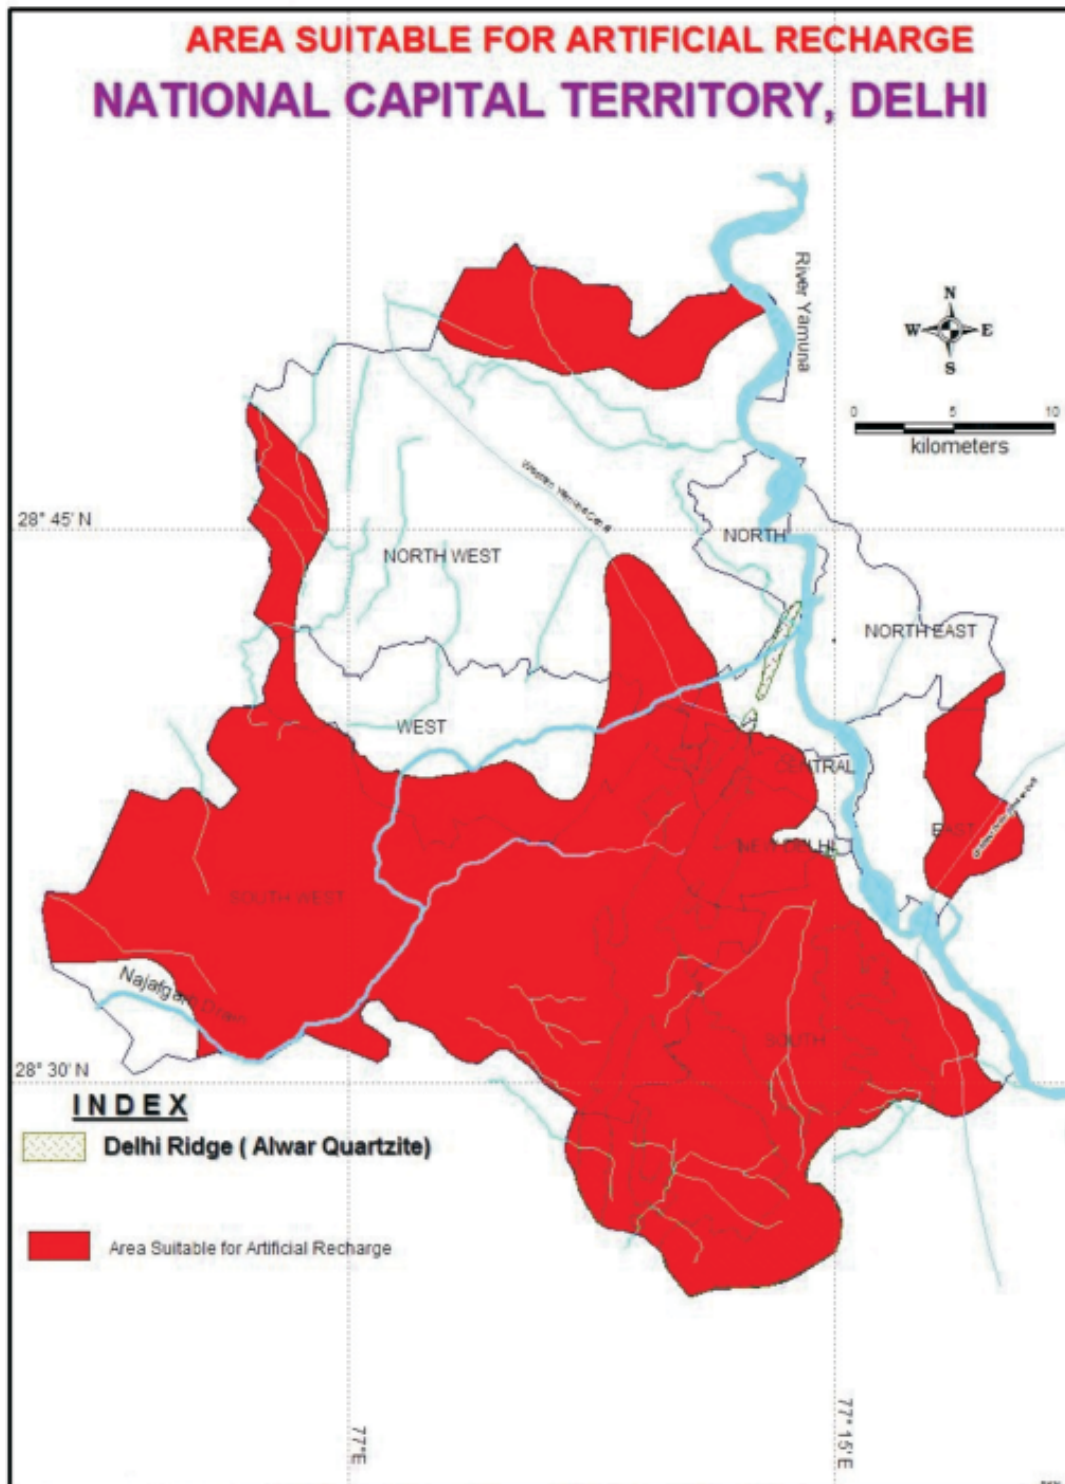 AREA SUITABLE FOR ARTIFICIAL RECHARGE
NATIONAL CAPITAL TERRITORY, DELHI
River Yamuna
N
W E
S
0 5 10
kilometers
28° 45' N
NORTH
NORTH WEST
NORTH EAST
WEST
CENTRAL
EAST
NEW DELHI
SOUTH WEST
Najafgarh Drain
SOUTH
28° 30' N
INDEX
Delhi Ridge ( Alwar Quartzite)
Area Suitable for Artificial Recharge
77°E
77° 15' E